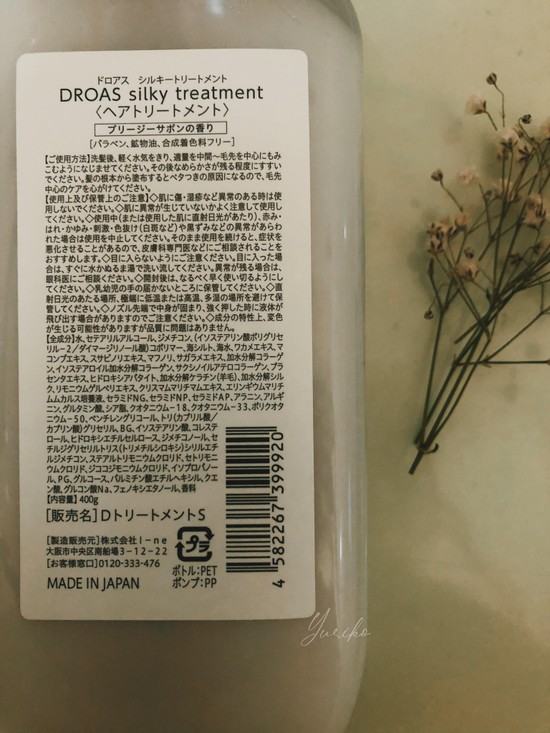 ドロアス シルキートリートメント
DROAS silky treatment
〈ヘアトリートメント〉
ブリージーサボンの香り
[パラベン、鉱物油、合成着色料フリー]
【ご使用方法】洗髪後、軽く水気をきり、適量を中間〜毛先を中心にもみ
こむようになじませてください。その後なめらかさが残る程度にすすい
でください。髪の根本から塗布するとベタつきの原因になるので、毛先
中心のケアを心がけてください。
【使用上及び保管上のご注意】◇肌に傷・湿疹など異常のある時は使
用しないでください。◇肌に異常が生じていないかよく注意して使用し
てください。◇使用中(または使用した肌に直射日光があたり)、赤み・
はれ・かゆみ・刺激・色抜け(白斑など)や黒ずみなどの異常があらわ
れた場合は使用を中止してください。そのまま使用を続けると、症状を
悪化させることがあるので、皮膚科専門医などにご相談されることを
おすすめします。◇目に入らないようにご注意ください。目に入った場
合は、すぐに水かぬるま湯で洗い流してください。異常が残る場合は、
眼科医にご相談ください。◇開封後は、なるべく早く使い切るようにし
てください。◇乳幼児の手の届かないところに保管してください。◇直
射日光のあたる場所、極端に低温または高温、多湿の場所を避けて保
管してください。◇ノズル先端で中身が固まり、強く押した時に液体が
飛び出す場合がありますのでご注意ください。◇成分の特性上、変色
が生じる可能性がありますが品質に問題はありません。
【全成分】水、セテアリルアルコール、ジメチコン、(イソステアリン酸ポリグリセ
リル-2/ダイマージリノール酸)コポリマー、海シルト、海水、ワカメエキス、マ
コンブエキス、スサビノリエキス、マフノリ、サガラメエキス、加水分解コラーゲ
ン、イソステアロイル加水分解コラーゲン、サクシノイルアテロコラーゲン、プラ
センタエキス、ヒドロキシアパタイト、加水分解ケラチン(羊毛)、加水分解シル
ク、リモニウムゲルベリエキス、クリスマムマリチマムエキス、エリンギウムマリチ
ムムカルス培養液、セラミドNG、セラミドNP、セラミドAP、アラニン、アルギ
ニン、グルタミン酸、シア脂、クオタニウム-18、クオタニウム-33、ポリクオタ
ニウム-50、ペンチレングリコール、トリ(カプリル酸/
カプリン酸)グリセリル、BG、イソステアリン酸、コレステ
ロール、ヒドロキシエチルセルロース、ジメチコノール、セ
チルジグリセリルトリス(トリメチルシロキシ)シリルエチ
ルジメチコン、ステアルトリモニウムクロリド、セトリモニ
ウムクロリド、ジココジモニウムクロリド、イソプロパノー
ル、PG、グルコース、パルミチン酸エチルヘキシル、クエ
ン酸、グルコン酸Na、フェノキシエタノール、香料
【内容量】400g
[販売名]DトリートメントS
[製造販売元]株式会社I-ne
大阪市中央区南船場3-12-22
[お客様窓口]0120-333-476
MADE IN JAPAN
プラ
ボトル:PET
ポンプ:PP
4 582267 399920
Yuriko